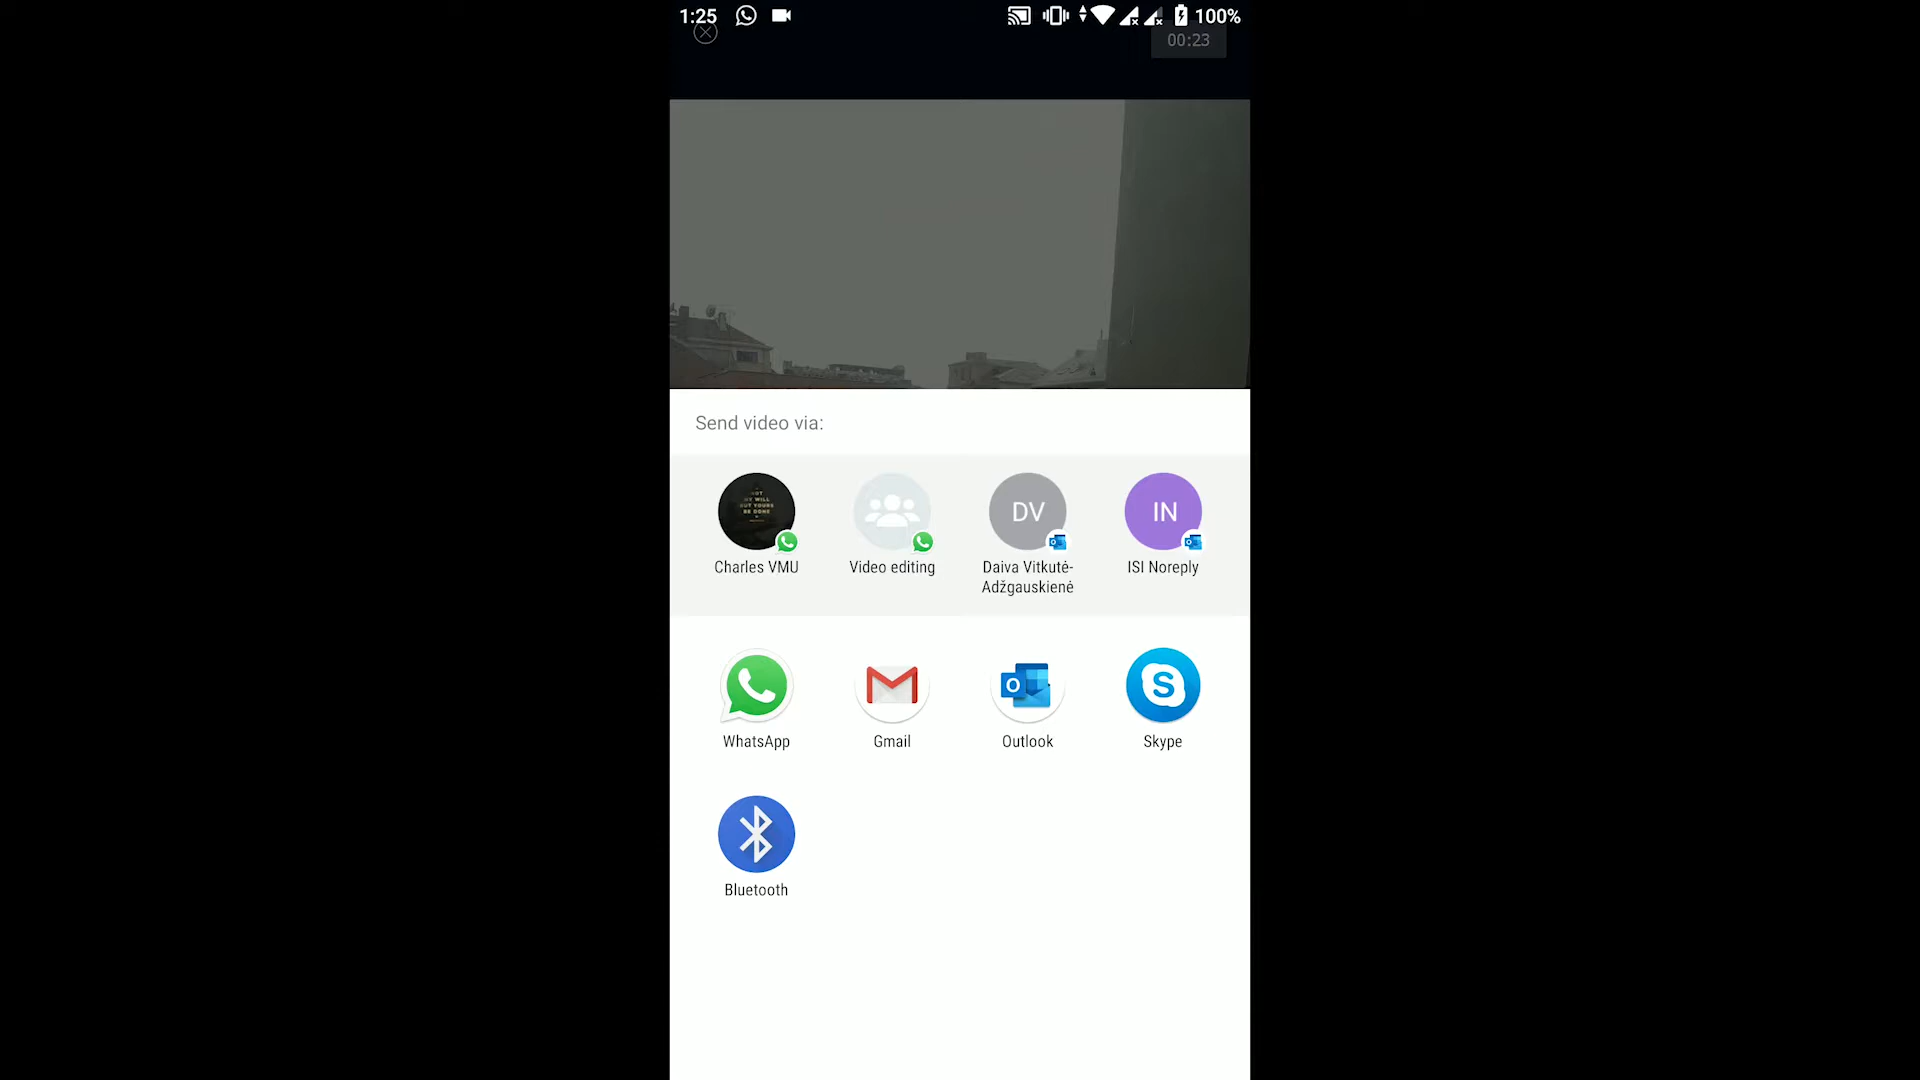 1:25
100%
00:23
Send video via:
Charles VMU
Video editing
DV
Daiva Vitkutė-
Adžgauskienė
IN
ISI Noreply
WhatsApp
Gmail
Outlook
Skype
Bluetooth